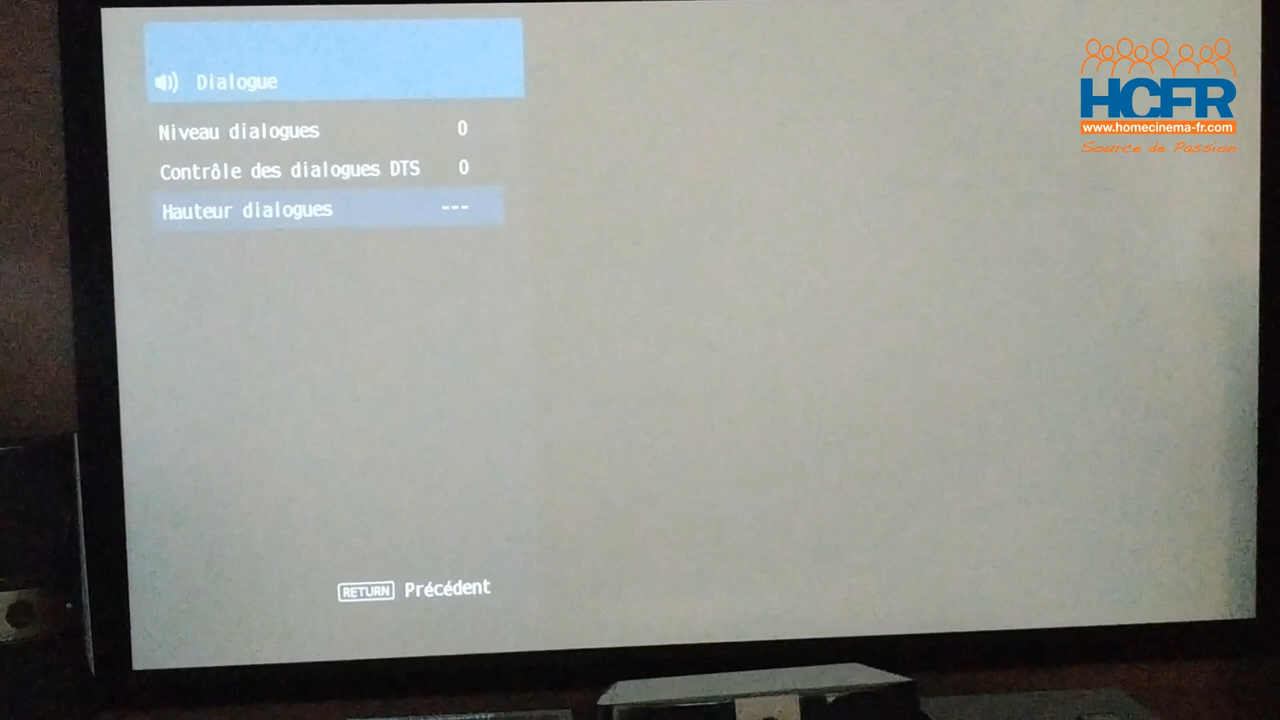 Dialogue
Niveau dialogues 0
Contrôle des dialogues DTS 0
Hauteur dialogues ---
RETURN Précédent
HCFR
www.homecinema-fr.com
Source de Passion